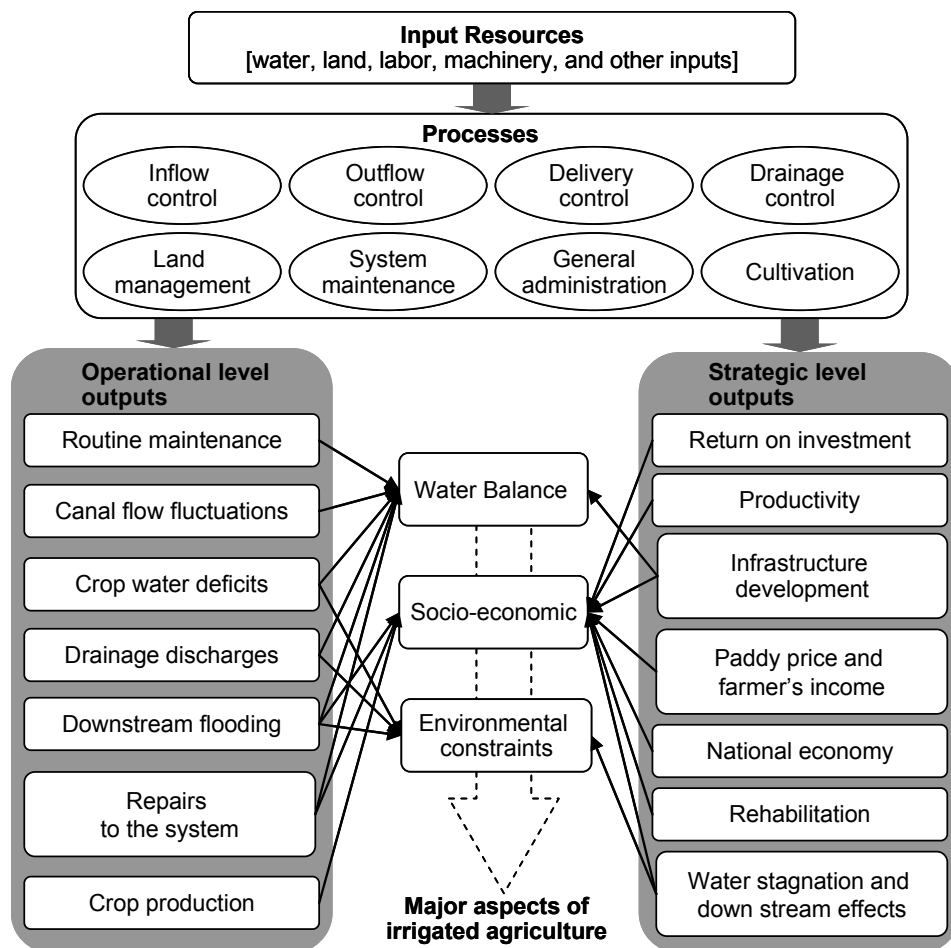 Input Resources
[water, land, labor, machinery, and other inputs]
Processes
Inflow
control
Outflow
control
Delivery
control
Drainage
control
Land
management
System
maintenance
General
administration
Cultivation
Operational level
outputs
Routine maintenance
Canal flow fluctuations
Crop water deficits
Drainage discharges
Downstream flooding
Repairs
to the system
Crop production
Water Balance
Socio-economic
Environmental
constraints
Major aspects of
irrigated agriculture
Strategic level
outputs
Return on investment
Productivity
Infrastructure
development
Paddy price and
farmer's income
National economy
Rehabilitation
Water stagnation and
down stream effects